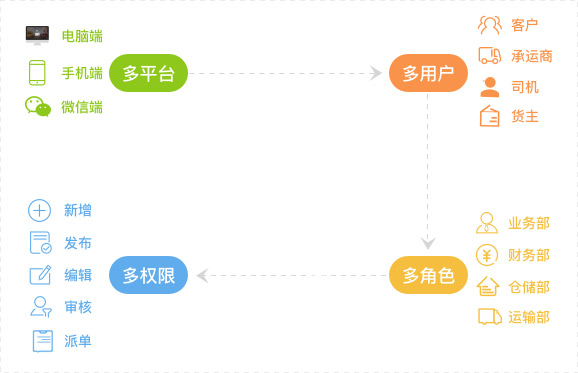 电脑端
手机端
微信端
多平台
多用户
客户
承运商
司机
货主
新增
发布
编辑
审核
派单
多权限
多角色
业务部
财务部
仓储部
运输部